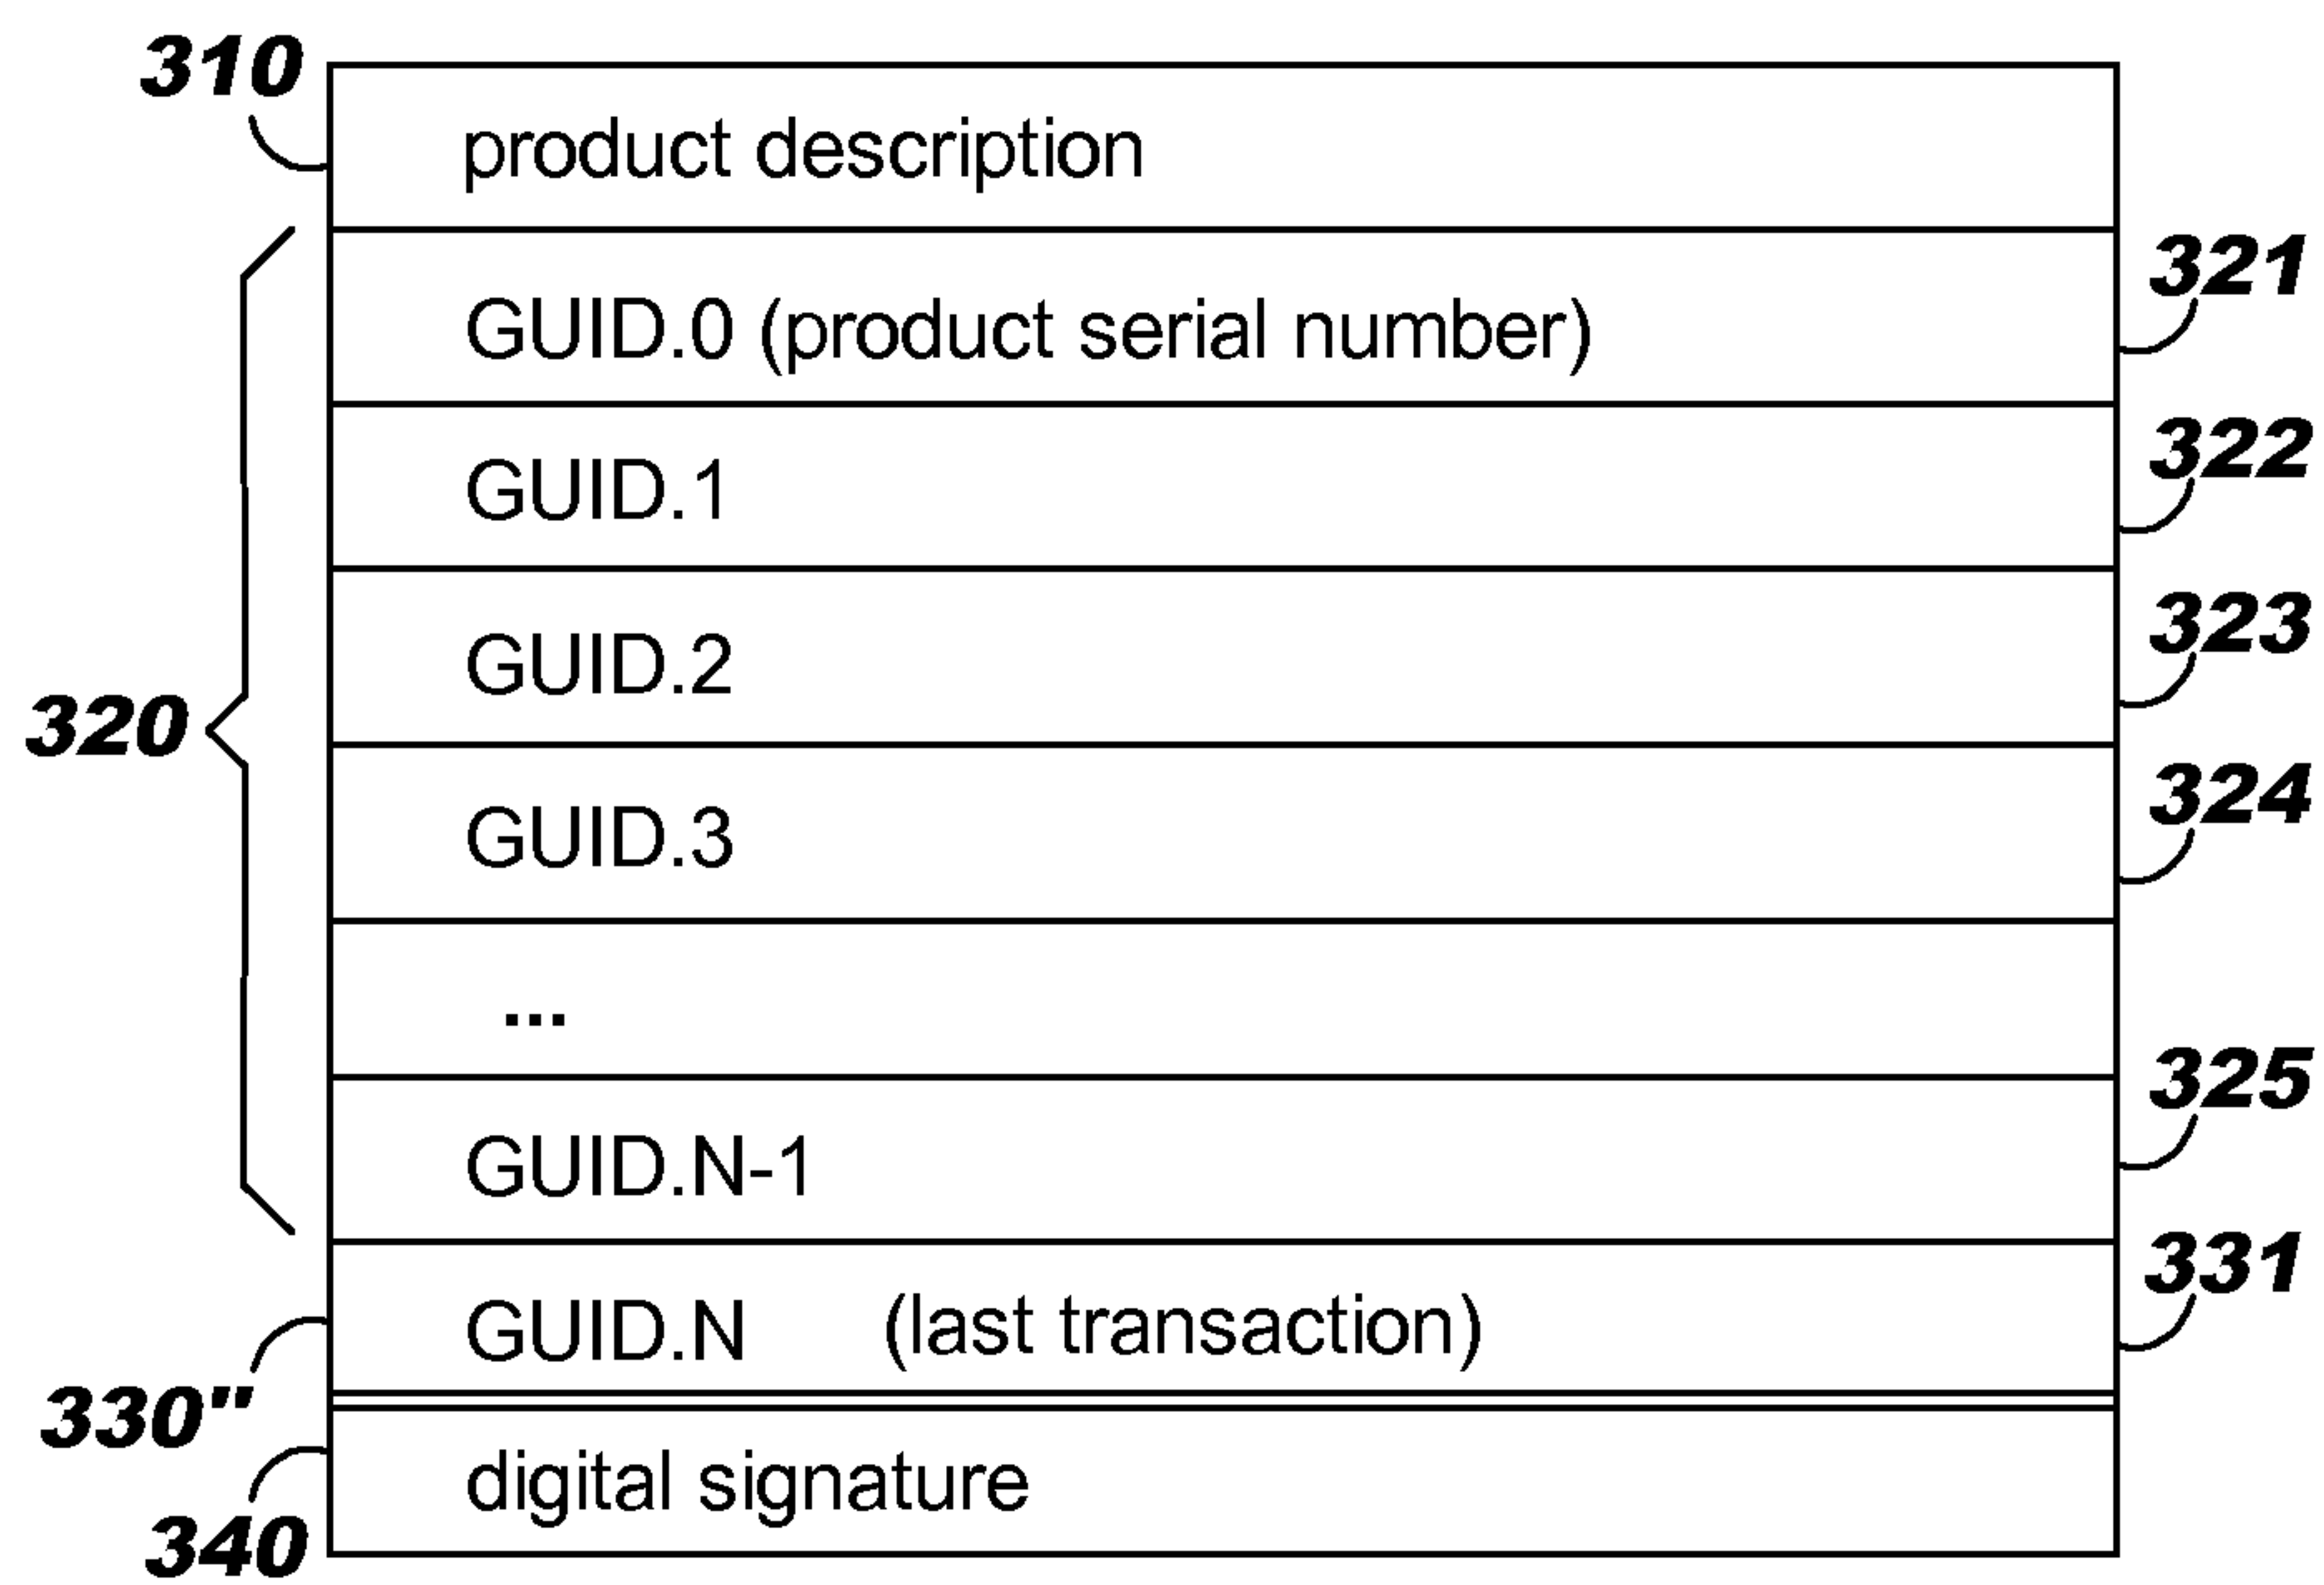 310
product description
321
GUID.0 (product serial number)
322
GUID.1
323
GUID.2
320
324
GUID.3
...
325
GUID.N-1
331
GUID.N (last transaction)
330"
digital signature
340